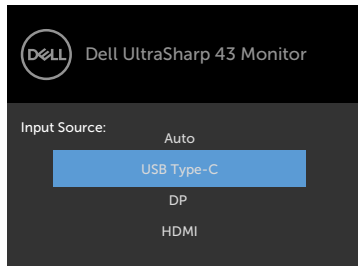 DELL
Dell UltraSharp 43 Monitor
Input Source:
Auto
USB Type-C
DP
HDMI